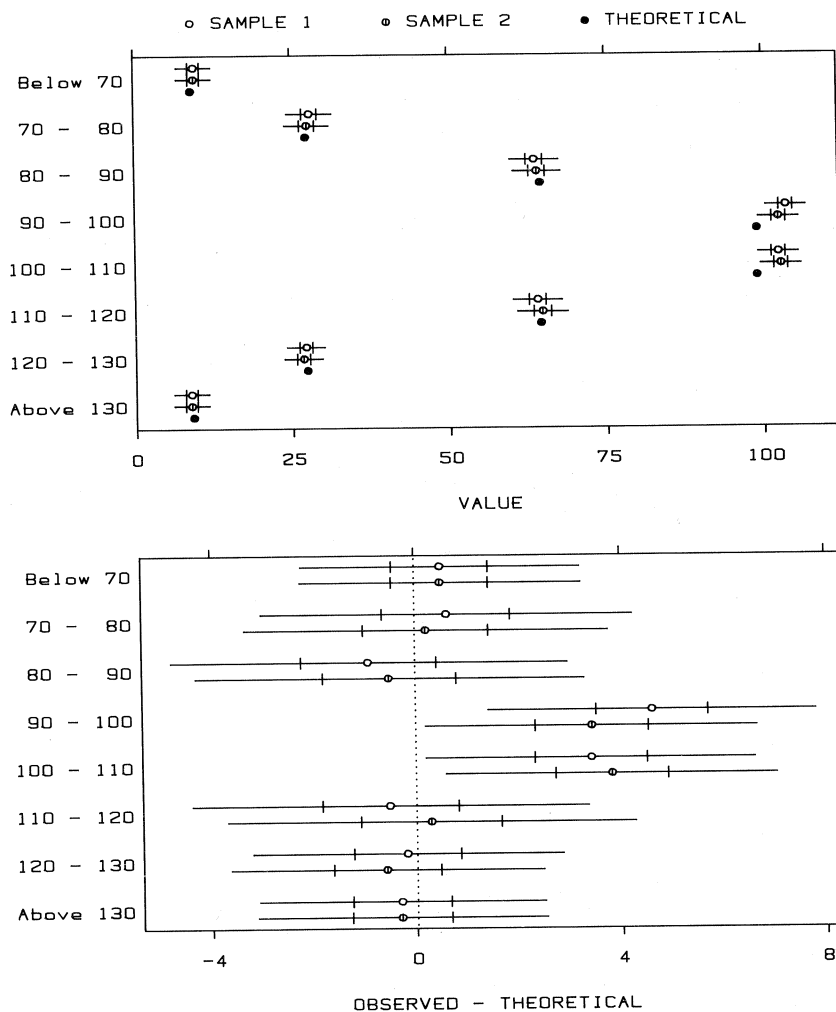 SAMPLE 1 SAMPLE 2 THEORETICAL
Below 70
70 - 80
80 - 90
90 - 100
100 - 110
110 - 120
120 - 130
Above 130
0 25 50 75 100
VALUE
Below 70
70 - 80
80 - 90
90 - 100
100 - 110
110 - 120
120 - 130
Above 130
-4 0 4 8
OBSERVED - THEORETICAL